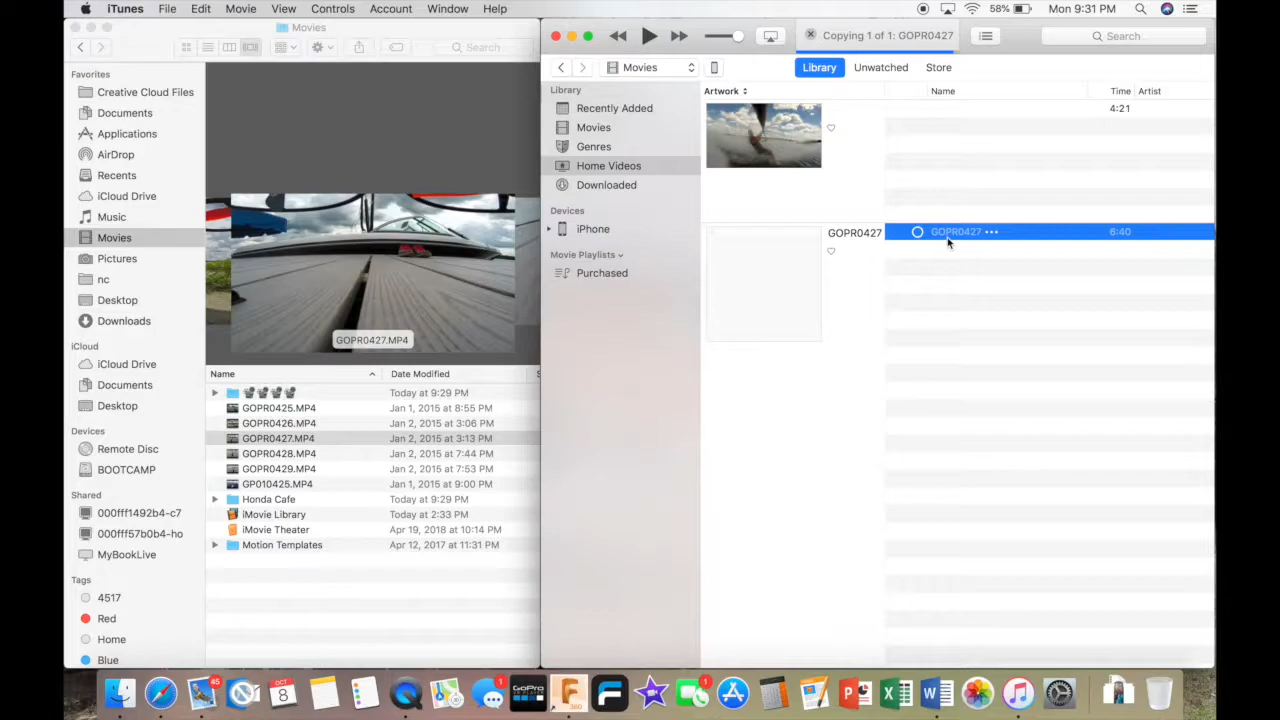 iTunes File Edit Movie View Controls Account Window Help 58% Mon 9:31 PM
Movies
Search
Favorites
Creative Cloud Files
Documents
Applications
AirDrop
Recents
iCloud Drive
Music
Movies
Pictures
nc
Desktop
Downloads
iCloud
iCloud Drive
Documents
Desktop
Devices
Remote Disc
BOOTCAMP
Shared
000fff1492b4-c7
000fff57b0b4-ho
MyBookLive
Tags
4517
Red
Home
Blue
GOPR0427.MP4
Name Date Modified S
Today at 9:29 PM
GOPR0425.MP4 Jan 1, 2015 at 8:55 PM
GOPR0426.MP4 Jan 2, 2015 at 3:06 PM
GOPR0427.MP4 Jan 2, 2015 at 3:13 PM
GOPR0428.MP4 Jan 2, 2015 at 7:44 PM
GOPR0429.MP4 Jan 2, 2015 at 7:53 PM
GP010425.MP4 Jan 1, 2015 at 9:00 PM
Honda Cafe Today at 9:29 PM
iMovie Library Today at 2:33 PM
iMovie Theater Apr 19, 2018 at 10:14 PM
Motion Templates Apr 12, 2017 at 11:31 PM
Copying 1 of 1: GOPR0427
Search
Movies
Library Unwatched Store
Library
Recently Added
Movies
Genres
Home Videos
Downloaded
Devices
iPhone
Movie Playlists
Purchased
Artwork Name Time Artist
4:21
GOPR0427 GOPR0427 ••• 6:40
45
OCT
8
1
GoPro
360
1